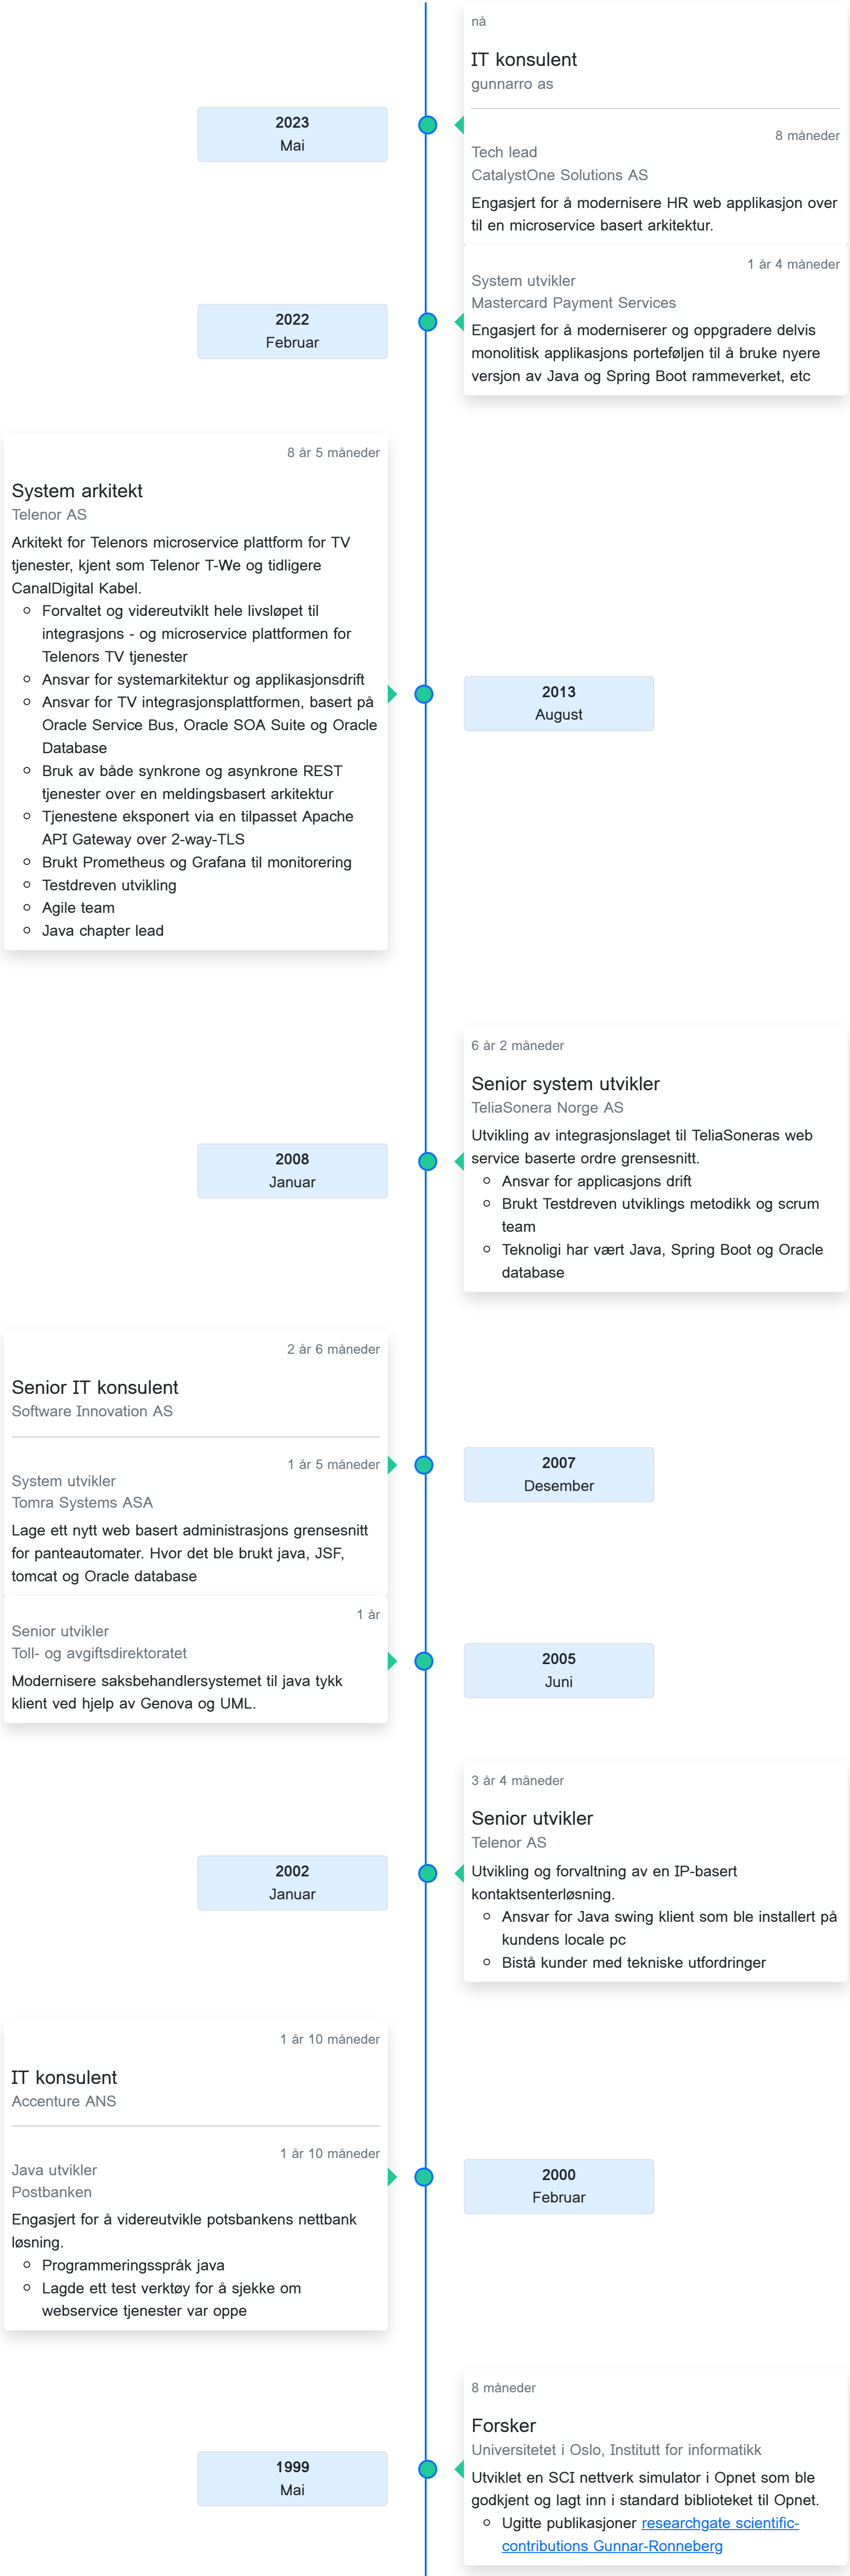 nå
IT konsulent
gunnarro as
2023
Mai
8 måneder
Tech lead
CatalystOne Solutions AS
Engasjert for å modernisere HR web applikasjon over
til en microservice basert arkitektur.
1 år 4 måneder
System utvikler
Mastercard Payment Services
2022
Februar
Engasjert for å moderniserer og oppgradere delvis
monolitisk applikasjons porteføljen til å bruke nyere
versjon av Java og Spring Boot rammeverket, etc
8 år 5 måneder
System arkitekt
Telenor AS
Arkitekt for Telenors microservice plattform for TV
tjenester, kjent som Telenor T-We og tidligere
CanalDigital Kabel.
Forvaltet og videreutviklt hele livsløpet til
integrasjons - og microservice plattformen for
Telenors TV tjenester
Ansvar for systemarkitektur og applikasjonsdrift
Ansvar for TV integrasjonsplattformen, basert på
Oracle Service Bus, Oracle SOA Suite og Oracle
Database
Bruk av både synkrone og asynkrone REST
tjenester over en meldingsbasert arkitektur
Tjenestene eksponert via en tilpasset Apache
API Gateway over 2-way-TLS
Brukt Prometheus og Grafana til monitorering
Testdreven utvikling
Agile team
Java chapter lead
2013
August
6 år 2 måneder
Senior system utvikler
TeliaSonera Norge AS
Utvikling av integrasjonslaget til TeliaSoneras web
service baserte ordre grensesnitt.
Ansvar for applicasjons drift
Brukt Testdreven utviklings metodikk og scrum
team
Teknoligi har vært Java, Spring Boot og Oracle
database
2008
Januar
2 år 6 måneder
Senior IT konsulent
Software Innovation AS
1 år 5 måneder
System utvikler
Tomra Systems ASA
Lage ett nytt web basert administrasjons grensesnitt
for panteautomater. Hvor det ble brukt java, JSF,
tomcat og Oracle database
2007
Desember
1 år
Senior utvikler
Toll- og avgiftsdirektoratet
Modernisere saksbehandlersystemet til java tykk
klient ved hjelp av Genova og UML.
2005
Juni
3 år 4 måneder
Senior utvikler
Telenor AS
Utvikling og forvaltning av en IP-basert
kontaktsenterløsning.
Ansvar for Java swing klient som ble installert på
kundens locale pc
Bistå kunder med tekniske utfordringer
2002
Januar
1 år 10 måneder
IT konsulent
Accenture ANS
1 år 10 måneder
Java utvikler
Postbanken
Engasjert for å videreutvikle potsbankens nettbank
løsning.
Programmeringsspråk java
Lagde ett test verktøy for å sjekke om
webservice tjenester var oppe
2000
Februar
8 måneder
Forsker
Universitetet i Oslo, Institutt for informatikk
Utviklet en SCI nettverk simulator i Opnet som ble
godkjent og lagt inn i standard biblioteket til Opnet.
Ugitte publikasjoner researchgate scientific-
contributions Gunnar-Ronneberg
1999
Mai